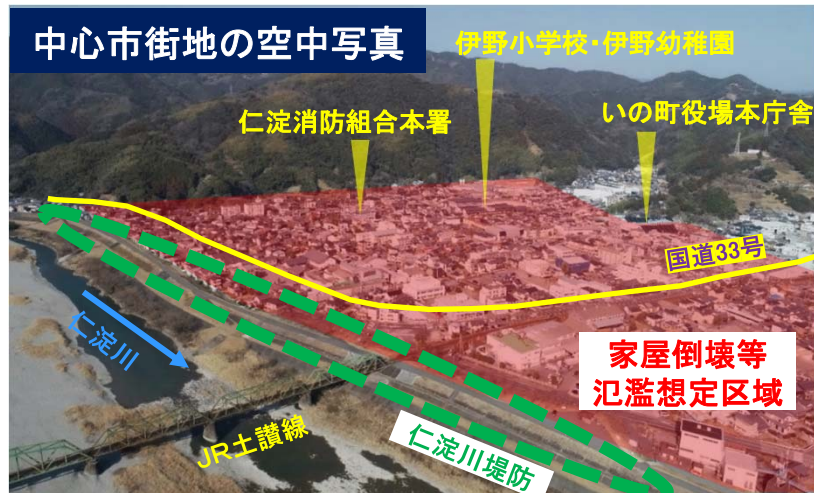 中心市街地の空中写真
伊野小学校・伊野幼稚園
仁淀消防組合本署
いの町役場本庁舎
国道33号
仁淀川
家屋倒壊等
氾濫想定区域
JR土讃線
仁淀川堤防